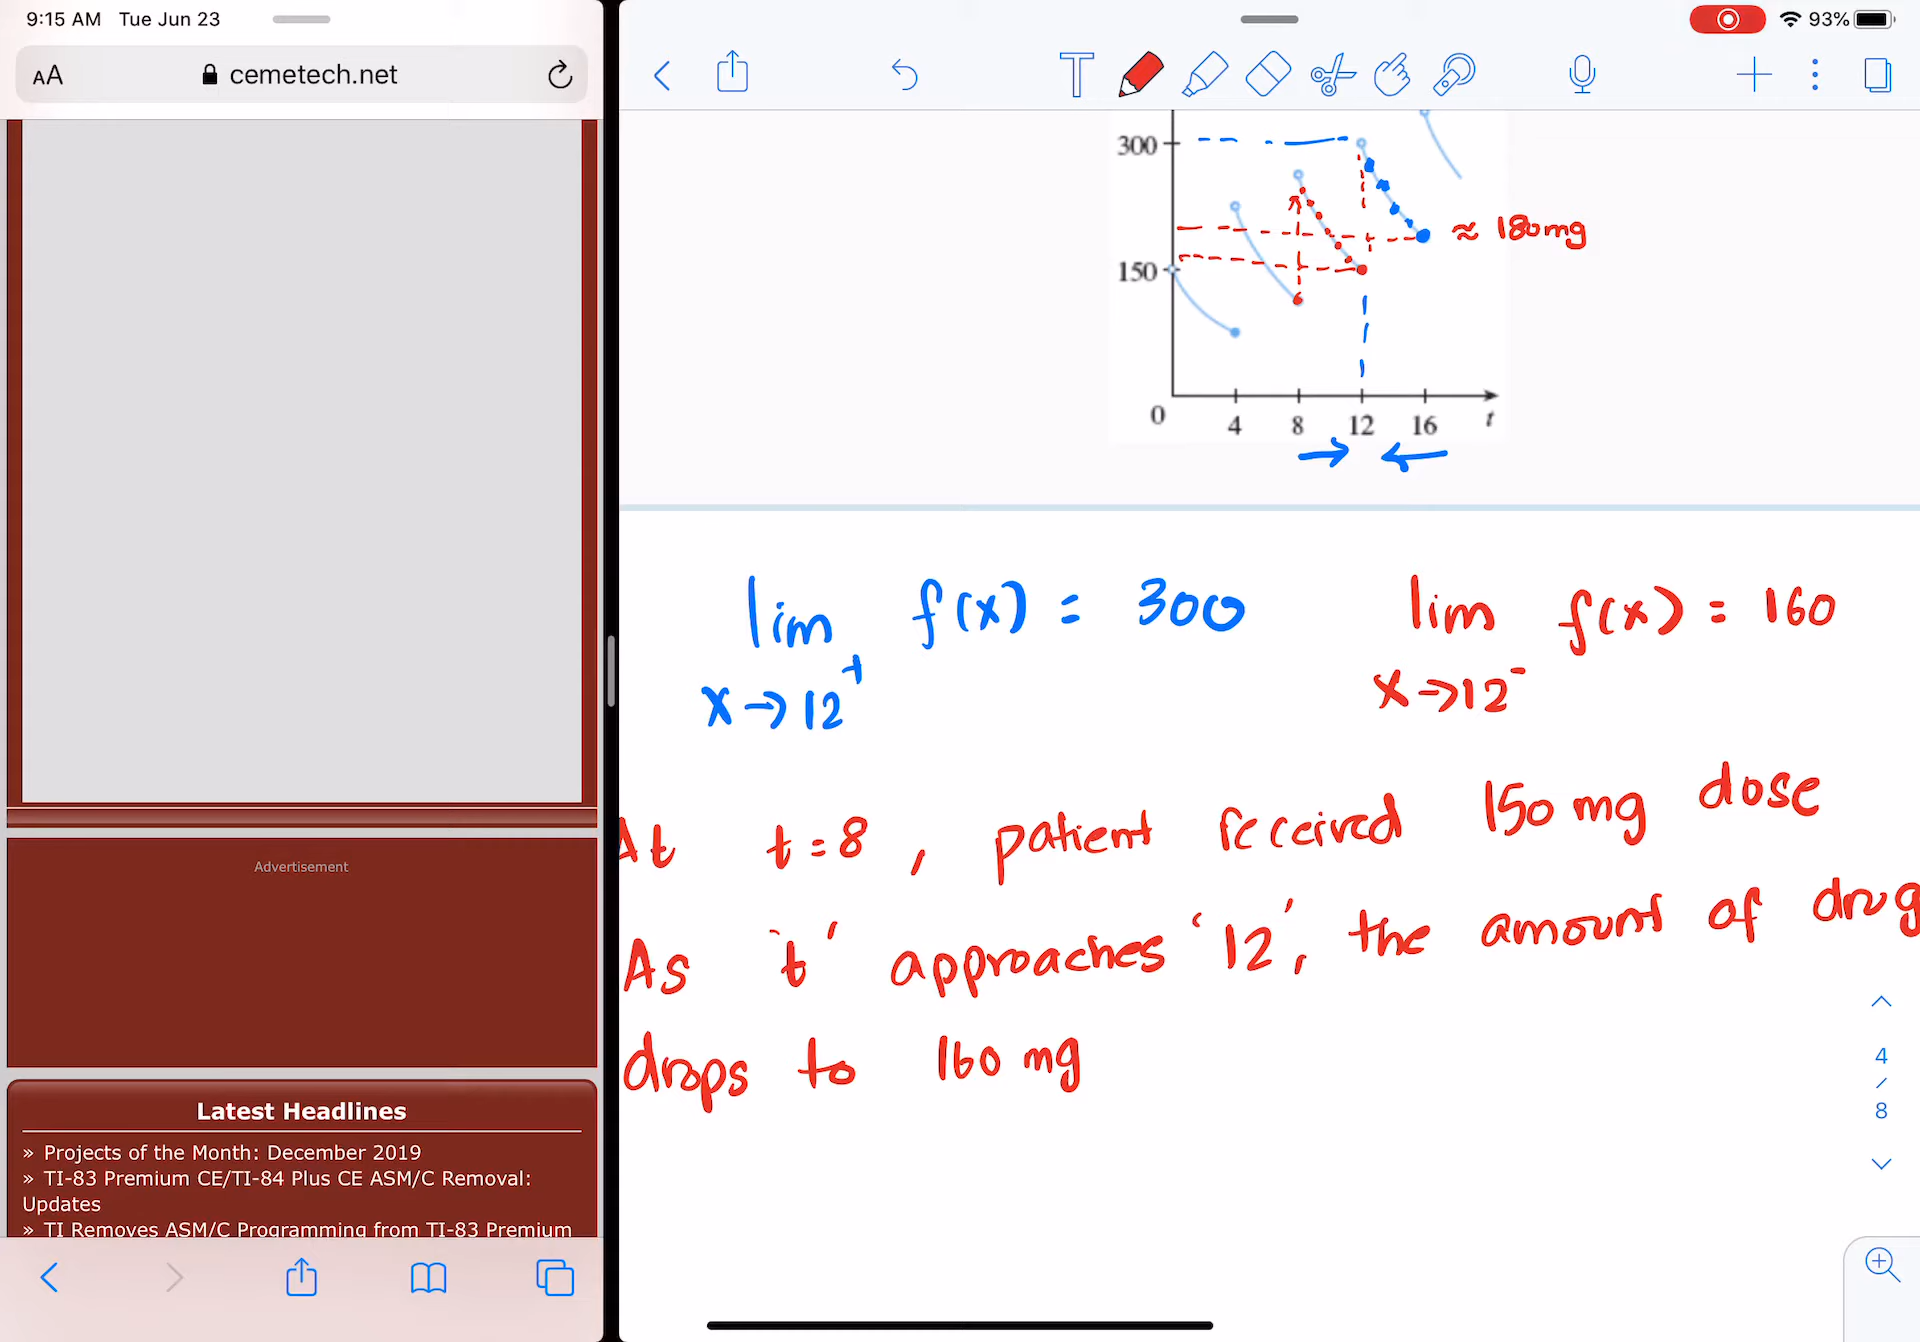 9:15 AM Tue Jun 23
AA cemetech.net
Advertisement
Latest Headlines
» Projects of the Month: December 2019
» TI-83 Premium CE/TI-84 Plus CE ASM/C Removal:
Updates
» TI Removes ASM/C Programming from TI-83 Premium
93%
T
300
150
≈ 180mg
0 4 8 12 16 t
→ ←
lim f(x) = 300
x→12⁺
lim f(x) = 160
x→12⁻
At t=8, patient received 150 mg dose
As 't' approaches '12', the amount of drug
drops to 160 mg
4
/
8